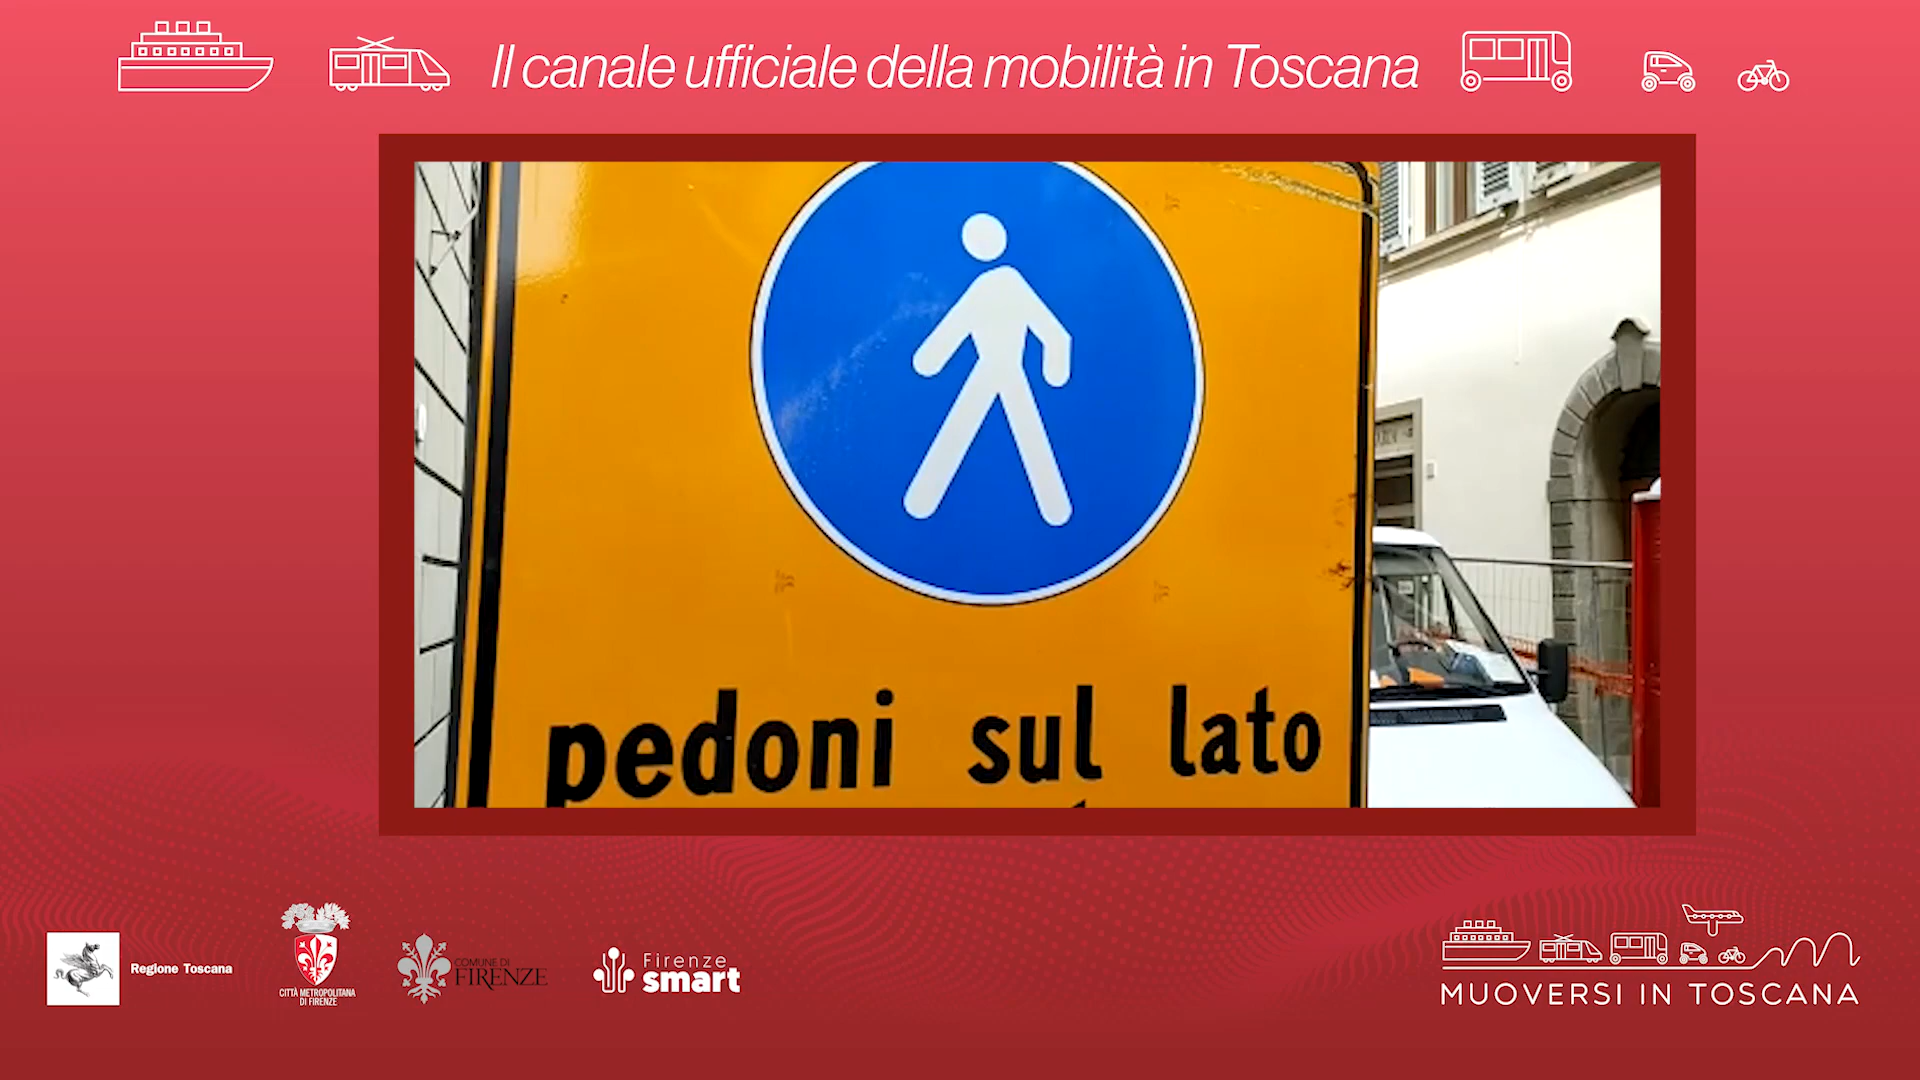 Il canale ufficiale della mobilità in Toscana
pedoni sul lato
Regione Toscana
CITTÀ METROPOLITANA
DI FIRENZE
COMUNE DI
FIRENZE
Firenze
smart
MUOVERSI IN TOSCANA